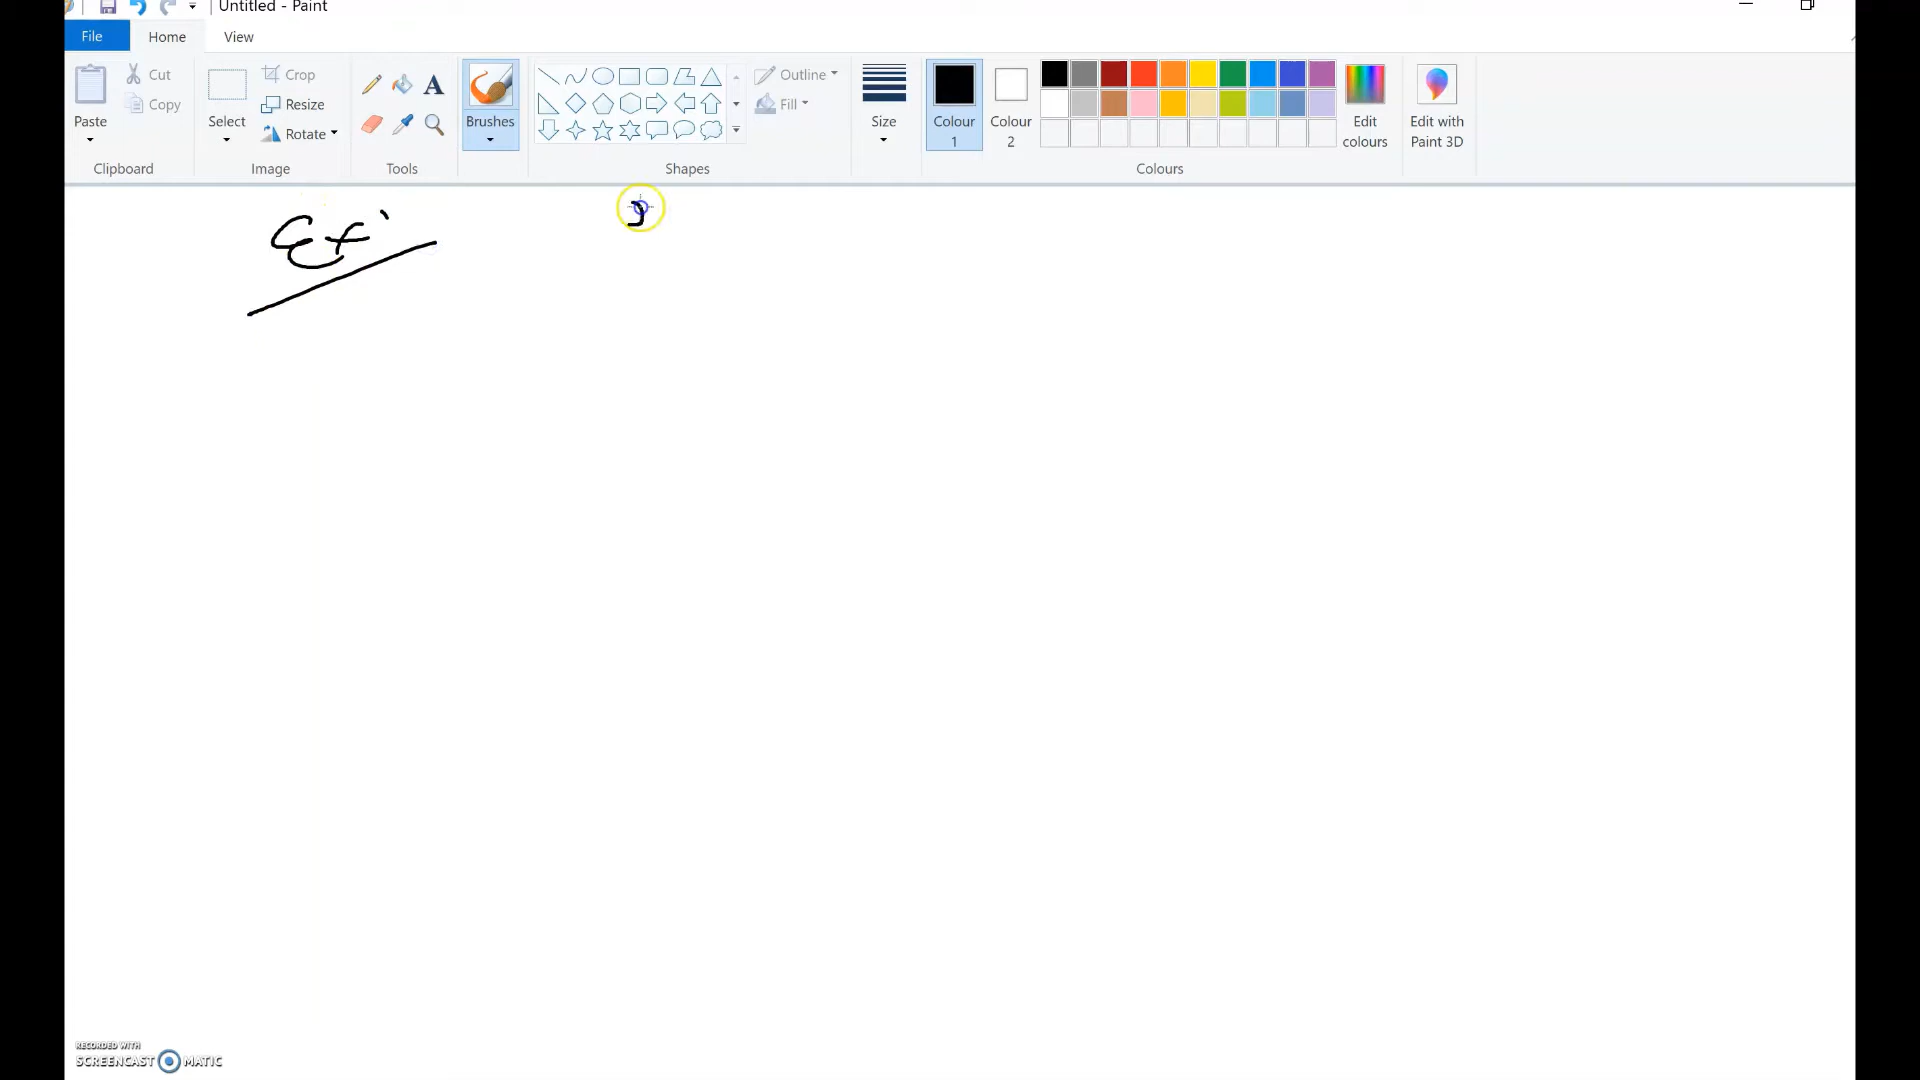 Untitled - Paint
File Home View
Paste Cut Copy Clipboard
Select Crop Resize Rotate Image
Tools
Brushes
Shapes
Outline Fill
Size
Colour 1 Colour 2 Edit colours Colours
Edit with Paint 3D
RECORDED WITH
SCREENCAST MATIC